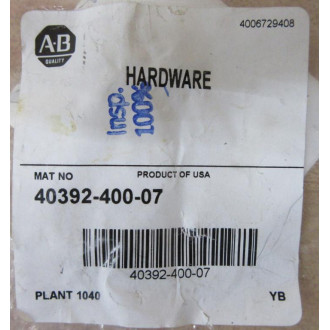 A-B
QUALITY
4006729408
HARDWARE
Insp.
100%
MAT NO
PRODUCT OF USA
40392-400-07
40392-400-07
PLANT 1040
YB